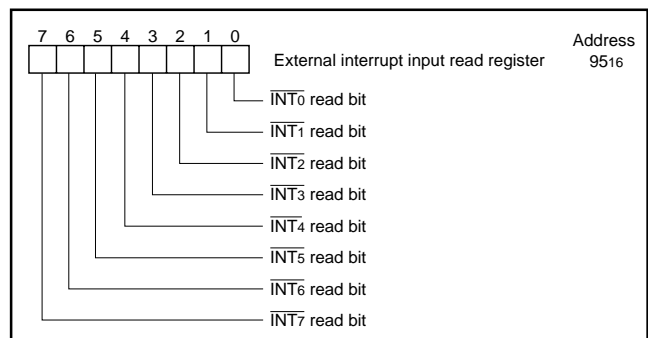 7 6 5 4 3 2 1 0
External interrupt input read register
Address
9516
INT0 read bit
INT1 read bit
INT2 read bit
INT3 read bit
INT4 read bit
INT5 read bit
INT6 read bit
INT7 read bit